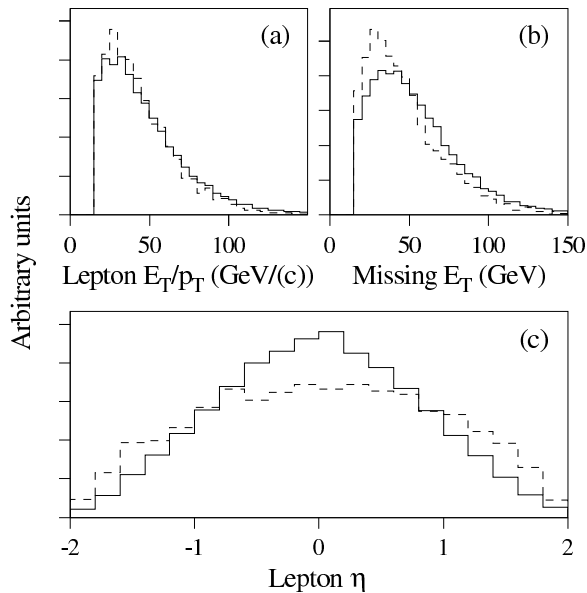 (a)
(b)
0 50 100
0 50 100 150
Lepton E_T/p_T (GeV/(c))
Missing E_T (GeV)
Arbitrary units
(c)
-2 -1 0 1 2
Lepton η